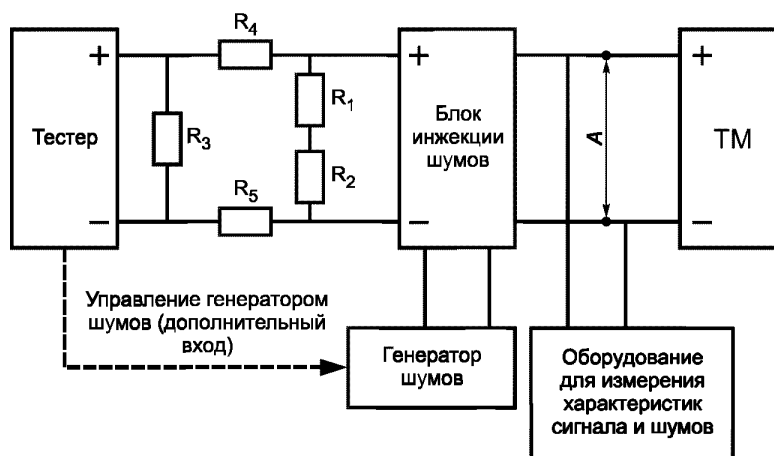 R4
+
+
+
R1
Блок
инжекции
шумов
Тестер
R3
A
ТМ
R2
R5
−
−
−
Управление генератором
шумов (дополнительный
вход)
Генератор
шумов
Оборудование
для измерения
характеристик
сигнала и шумов